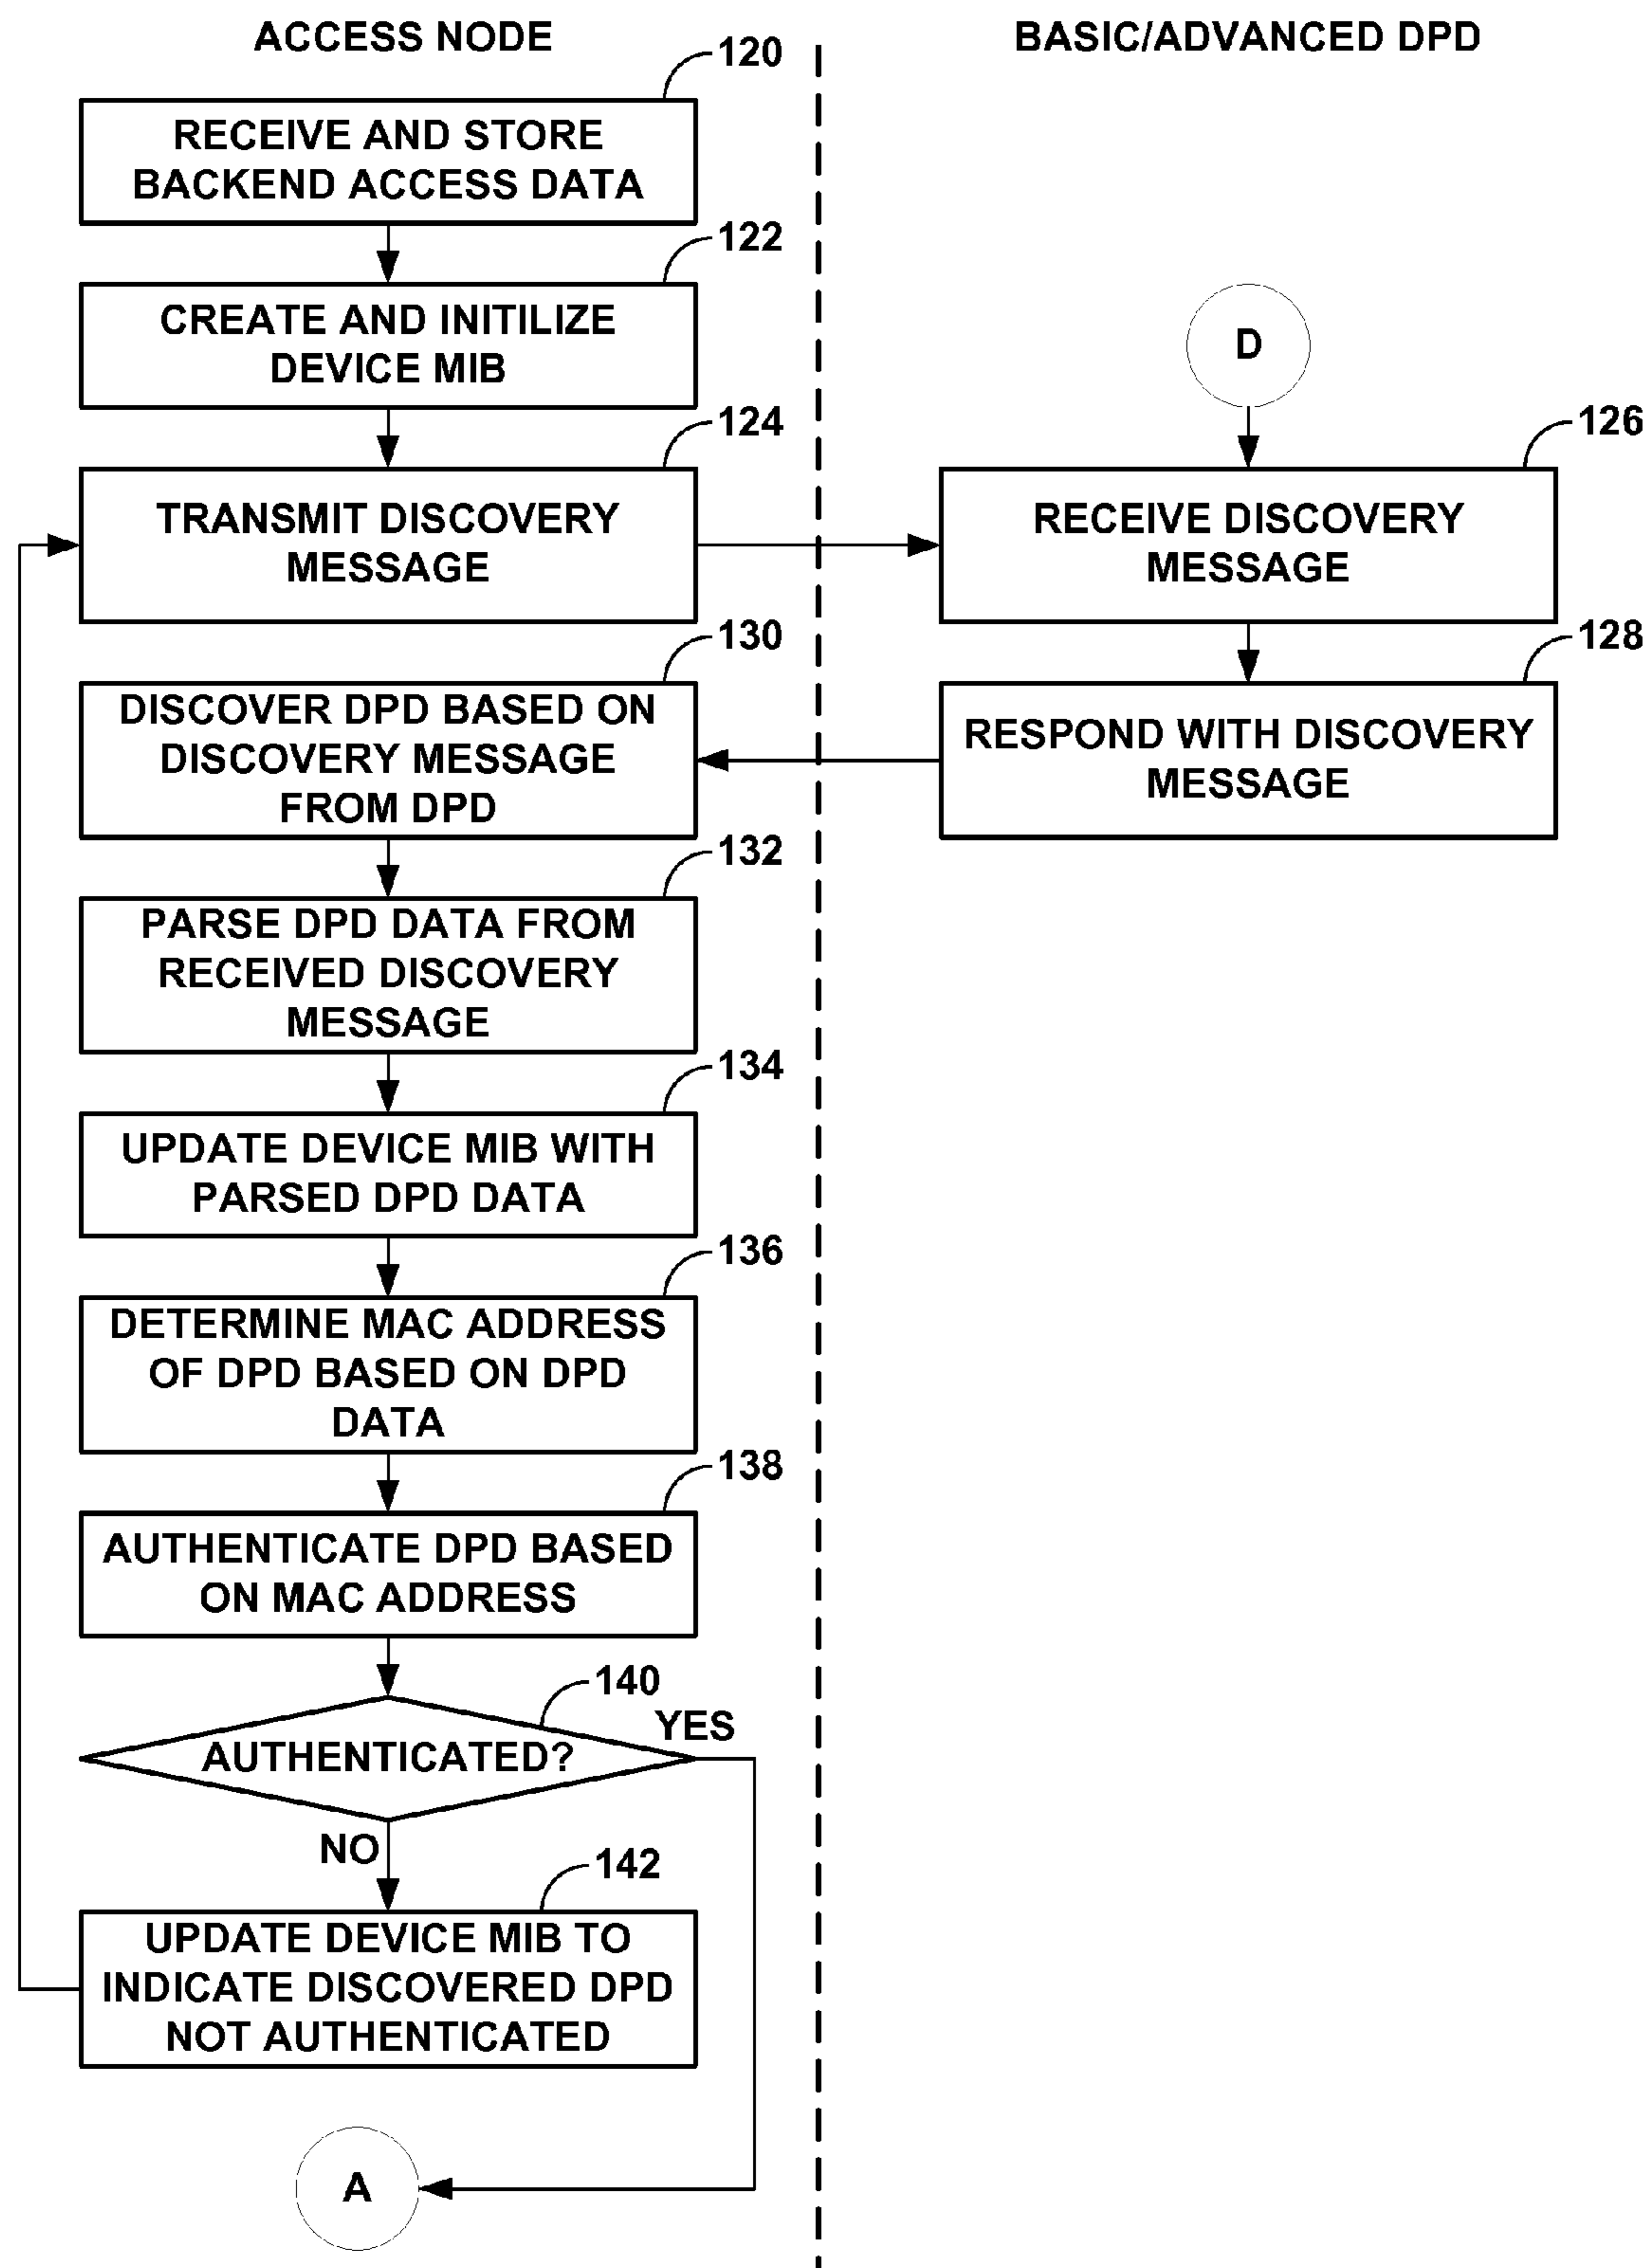 ACCESS NODE
BASIC/ADVANCED DPD
120
RECEIVE AND STORE
BACKEND ACCESS DATA
122
CREATE AND INITILIZE
DEVICE MIB
D
124
TRANSMIT DISCOVERY
MESSAGE
126
RECEIVE DISCOVERY
MESSAGE
128
RESPOND WITH DISCOVERY
MESSAGE
130
DISCOVER DPD BASED ON
DISCOVERY MESSAGE
FROM DPD
132
PARSE DPD DATA FROM
RECEIVED DISCOVERY
MESSAGE
134
UPDATE DEVICE MIB WITH
PARSED DPD DATA
136
DETERMINE MAC ADDRESS
OF DPD BASED ON DPD
DATA
138
AUTHENTICATE DPD BASED
ON MAC ADDRESS
140
YES
AUTHENTICATED?
NO
142
UPDATE DEVICE MIB TO
INDICATE DISCOVERED DPD
NOT AUTHENTICATED
A